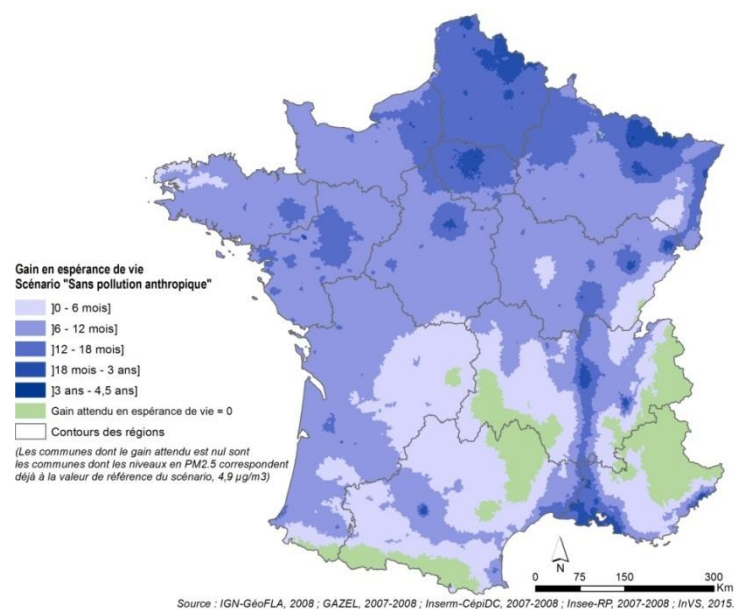 Gain en espérance de vie
Scénario "Sans pollution anthropique"
]0 - 6 mois]
]6 - 12 mois]
]12 - 18 mois]
]18 mois - 3 ans]
]3 ans - 4,5 ans]
Gain attendu en espérance de vie = 0
Contours des régions
(Les communes dont le gain attendu est nul sont
les communes dont les niveaux en PM2.5 correspondent
déjà à la valeur de référence du scénario, 4,9 µg/m3)
N
0 75 150 300
Km
Source : IGN-GéoFLA, 2008 ; GAZEL, 2007-2008 ; Inserm-CépiDC, 2007-2008 ; Insee-RP, 2007-2008 ; InVS, 2015.